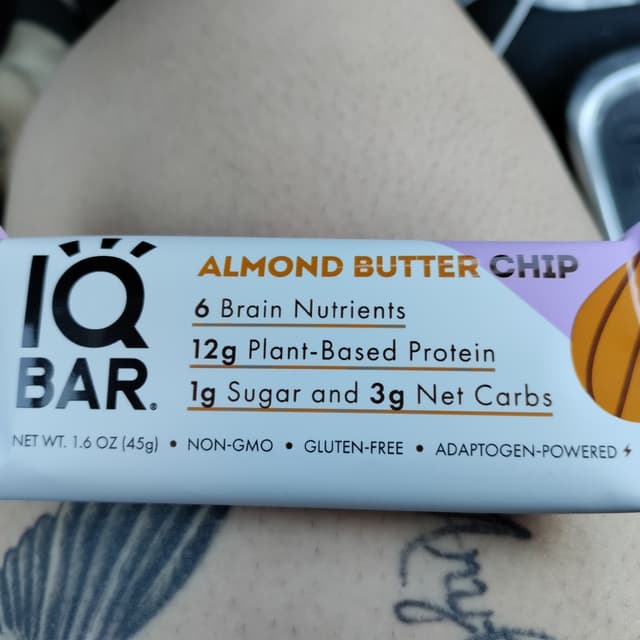 IQ
BAR®
ALMOND BUTTER CHIP
6 Brain Nutrients
12g Plant-Based Protein
1g Sugar and 3g Net Carbs
NET WT. 1.6 OZ (45g) • NON-GMO • GLUTEN-FREE • ADAPTOGEN-POWERED